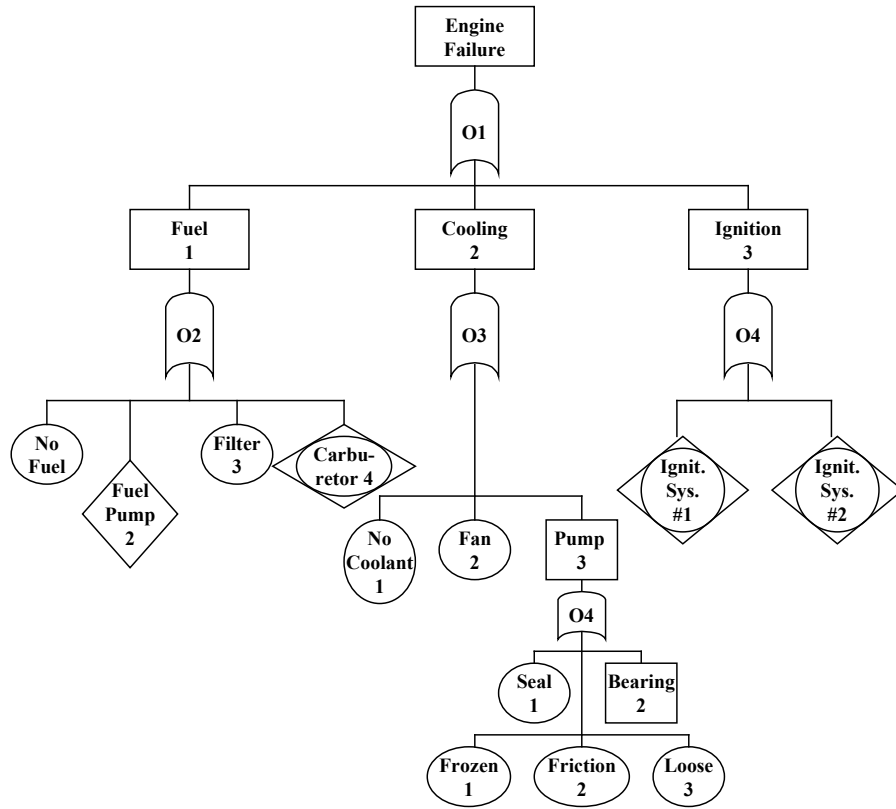 Engine
Failure
O1
Fuel
1
Cooling
2
Ignition
3
O2
O3
O4
No
Fuel
Fuel
Pump
2
Filter
3
Carbu-
retor 4
Ignit.
Sys.
#1
Ignit.
Sys.
#2
No
Coolant
1
Fan
2
Pump
3
O4
Seal
1
Bearing
2
Frozen
1
Friction
2
Loose
3